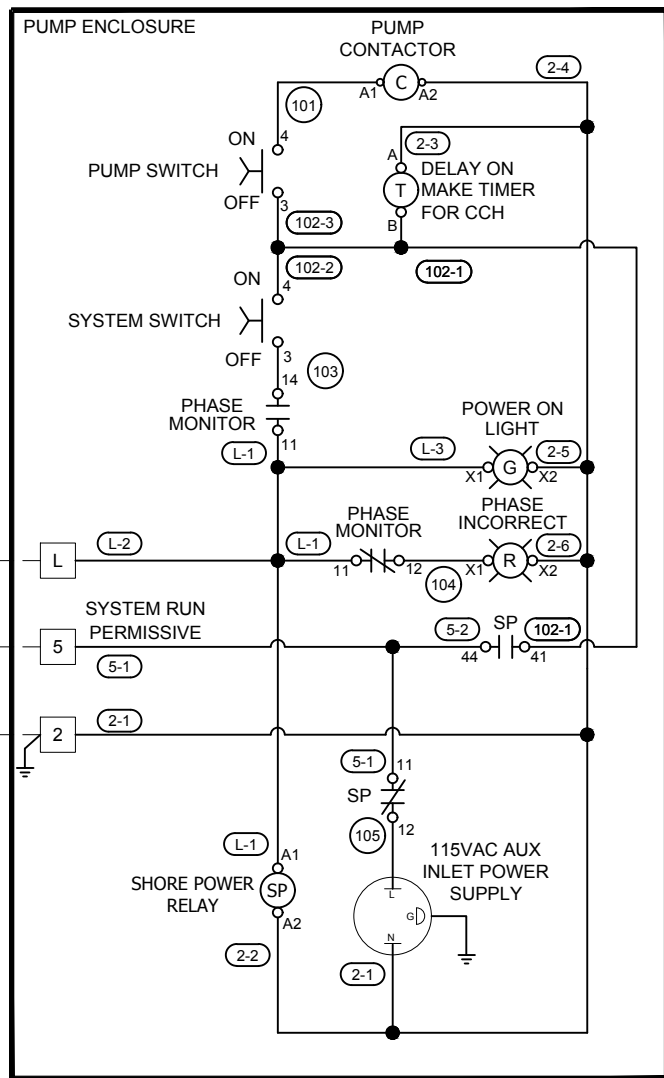 PUMP ENCLOSURE
PUMP
CONTACTOR
2-4
A1
C
A2
101
ON
4
PUMP SWITCH
OFF
3
2-3
A
T
B
DELAY ON
MAKE TIMER
FOR CCH
102-3
102-2
102-1
ON
4
SYSTEM SWITCH
OFF
3
103
14
PHASE
MONITOR
11
L-1
POWER ON
LIGHT
L-3
X1
G
X2
2-5
PHASE
MONITOR
PHASE
INCORRECT
L
L-2
L-1
11
12
104
X1
R
X2
2-6
SYSTEM RUN
PERMISSIVE
5
5-1
5-2
SP
102-1
44
41
2
2-1
5-1
11
SP
105
12
L-1
A1
SHORE POWER
RELAY
SP
A2
2-2
115VAC AUX
INLET POWER
SUPPLY
L
G
N
2-1